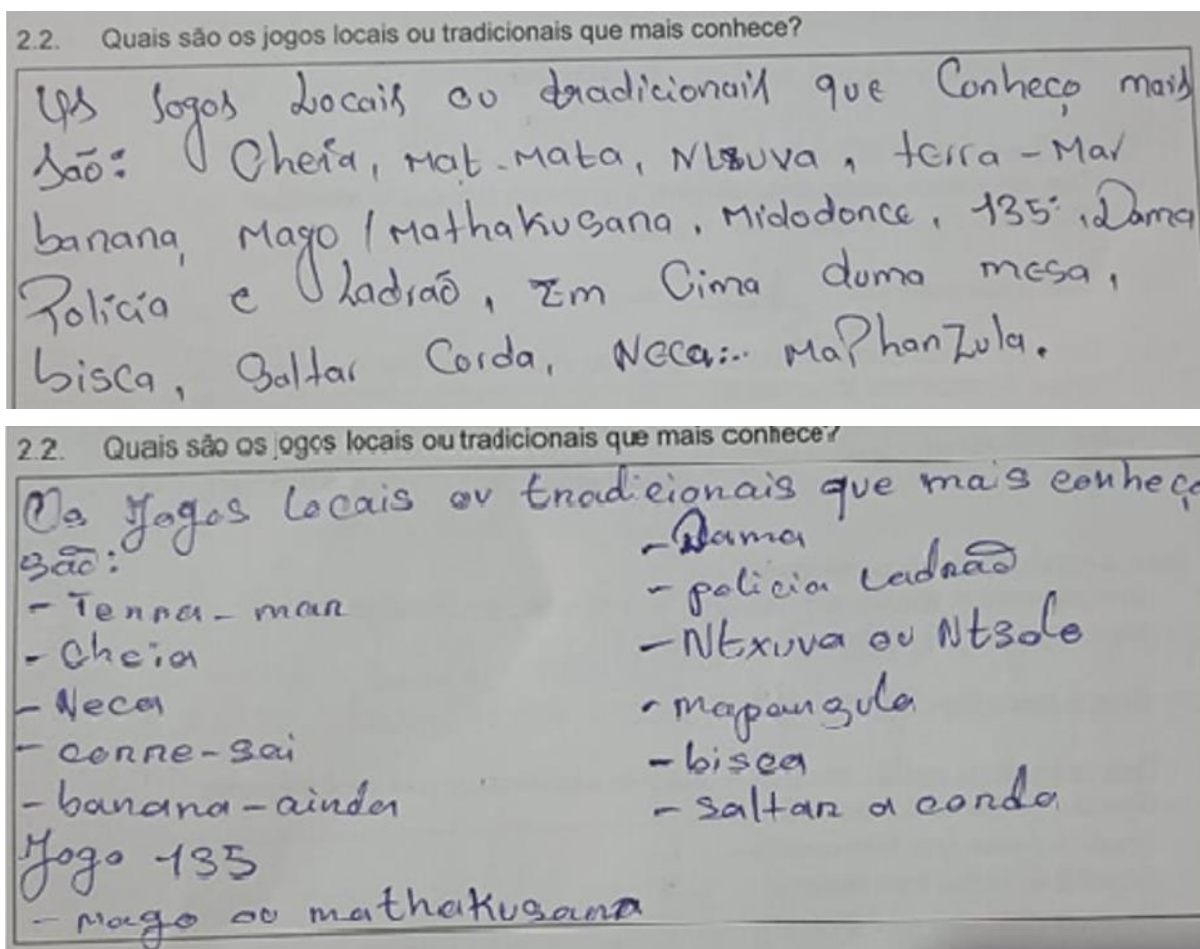 2.2. Quais são os jogos locais ou tradicionais que mais conhece?
Os Jogos Locais ou tradicionais que Conheço mais
São: Cheia, Mat-Mata, Ntsuva, terra-Mar
banana, Mago / Mathakusana, Midodonce, 135:, Dama
Polícia e Ladraõ, Em Cima duma mesa,
bisca, Saltar Corda, Neca... MaPhanZula.
2.2. Quais são os jogos locais ou tradicionais que mais conhece?
Os Jogos Locais ou tradicionais que mais conheço
São:
- Terra-mar
- Cheia
- Neca
- corre-sai
- banana-ainda
Jogo 135
- Mago ou mathakusana
- Dama
- policia Ladrão
- Ntxuva ou Ntsole
- mapangula
- bisca
- saltar a corda